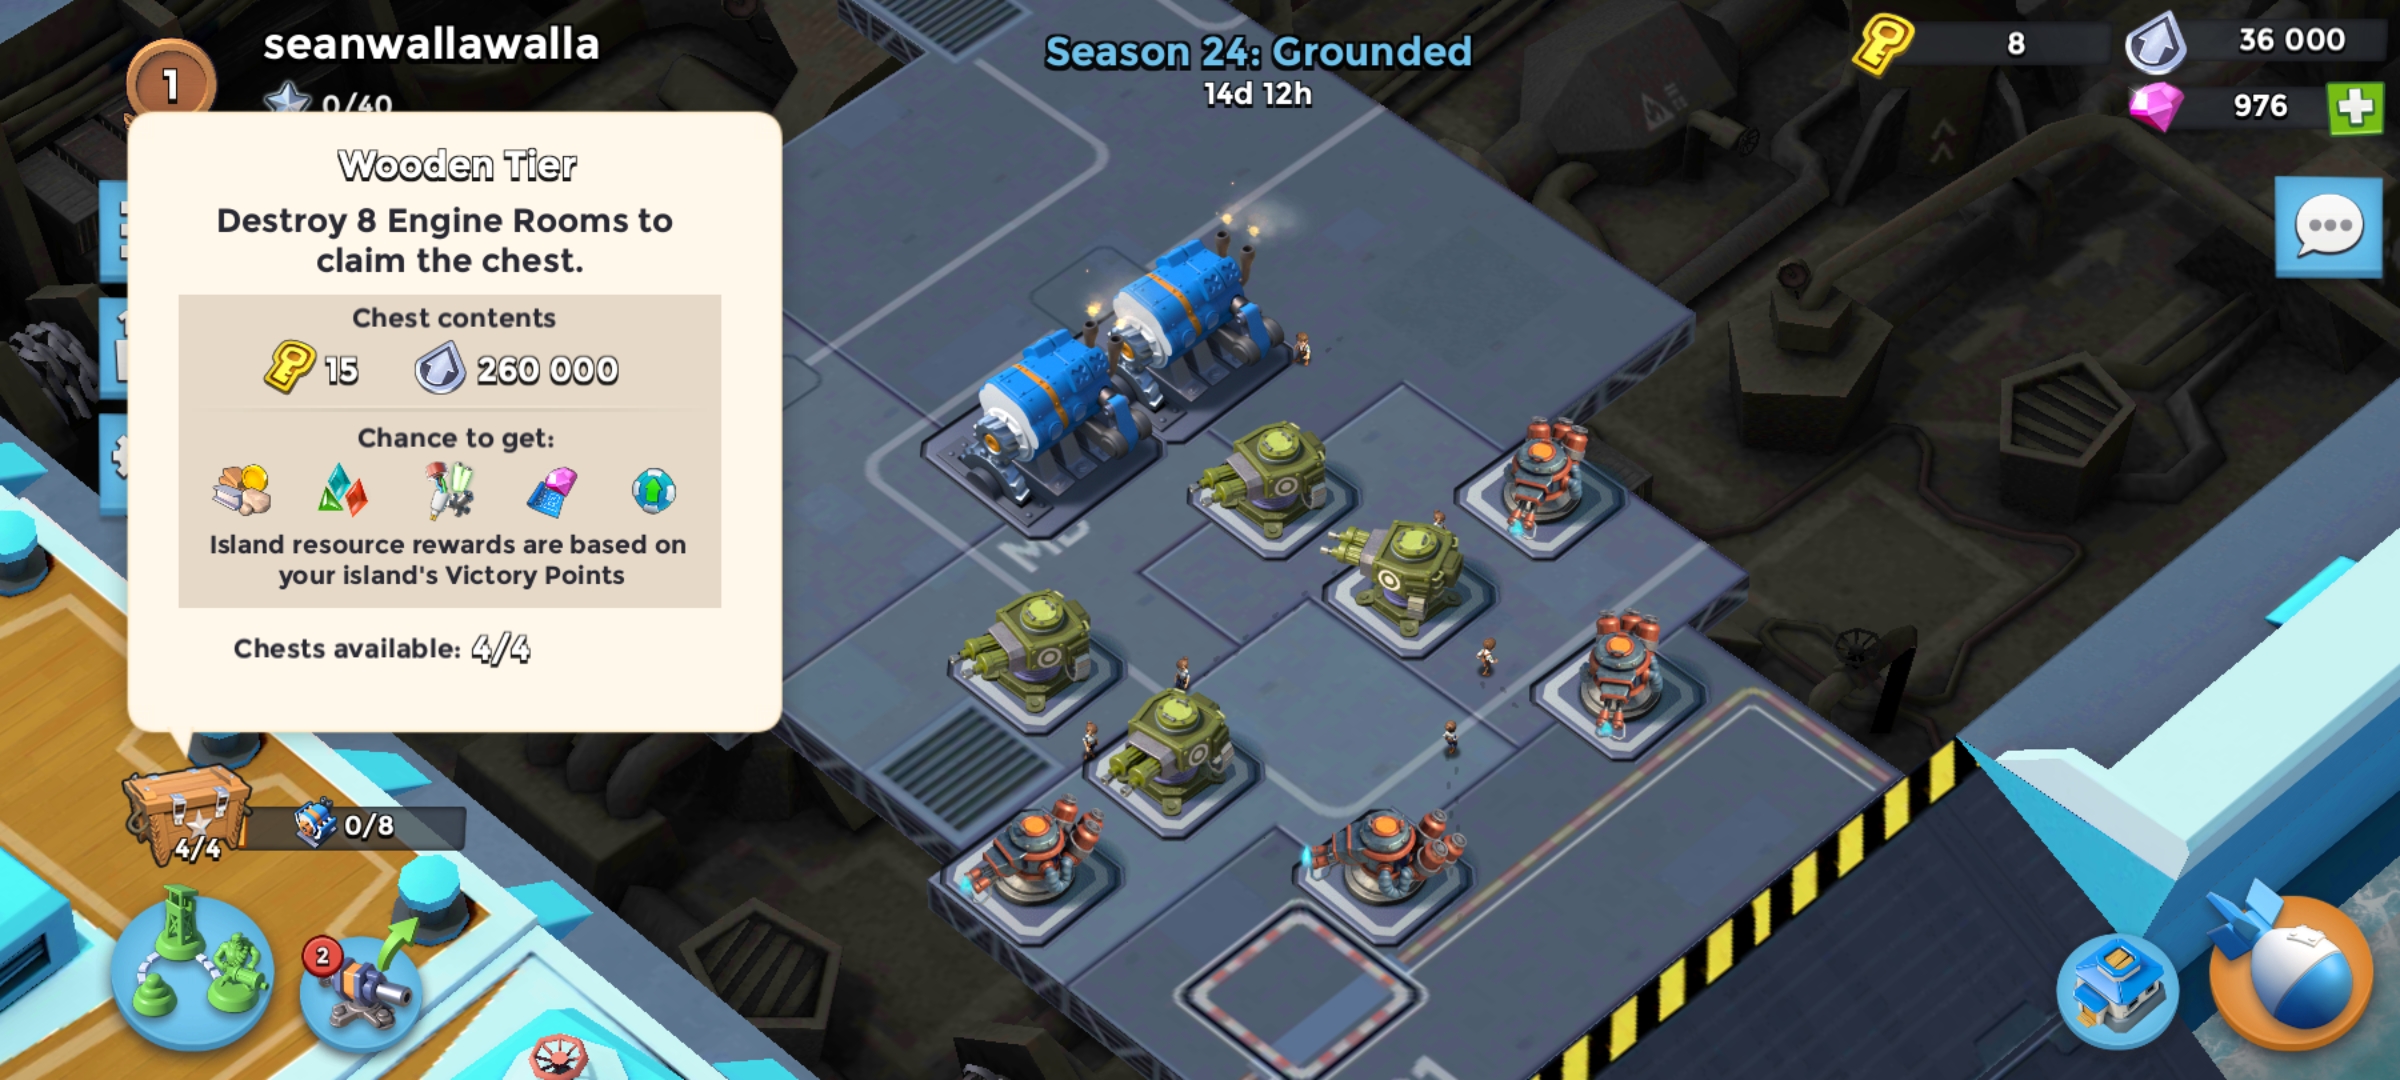 1
seanwallawalla
0/40
Season 24: Grounded
14d 12h
8
36 000
976
Wooden Tier
Destroy 8 Engine Rooms to
claim the chest.
Chest contents
15
260 000
Chance to get:
Island resource rewards are based on
your island's Victory Points
Chests available: 4/4
4/4
0/8
2